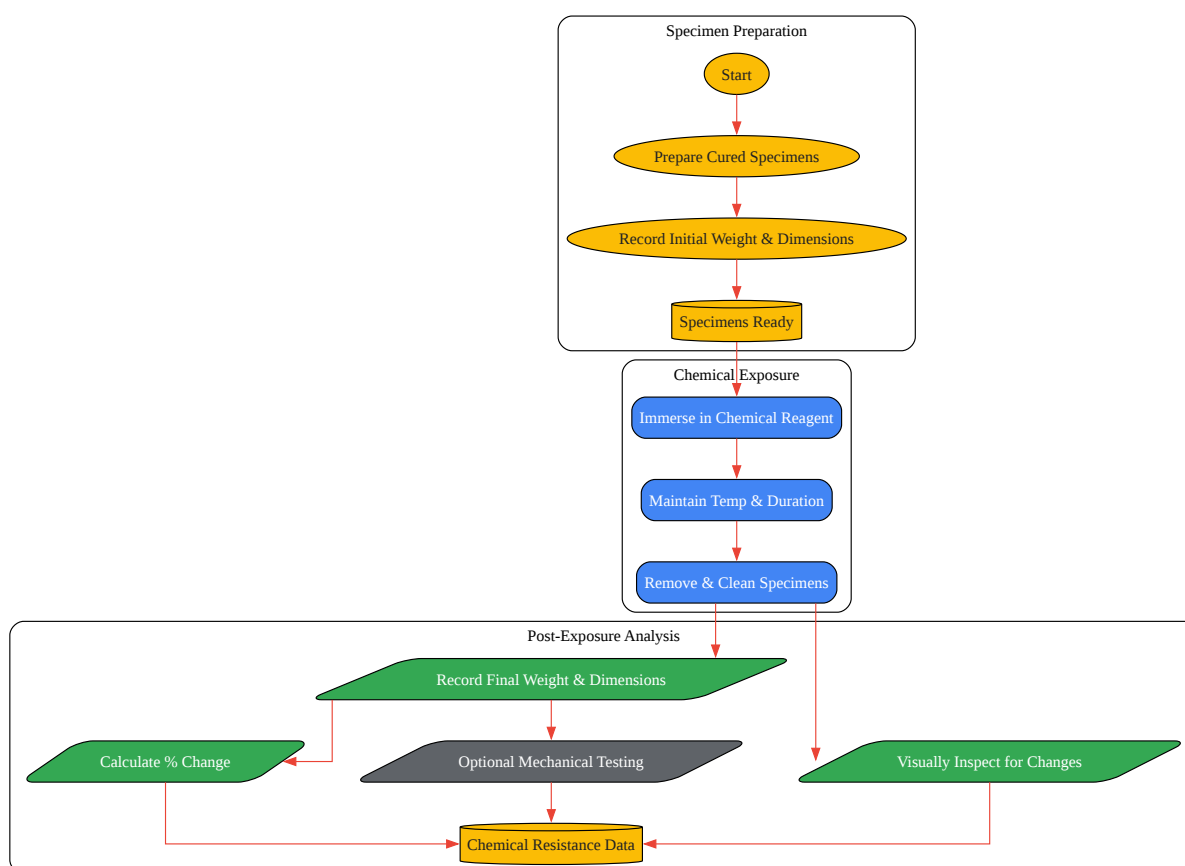 Specimen Preparation
Start
Prepare Cured Specimens
Record Initial Weight & Dimensions
Specimens Ready
Chemical Exposure
Immerse in Chemical Reagent
Maintain Temp & Duration
Remove & Clean Specimens
Post-Exposure Analysis
Record Final Weight & Dimensions
Calculate % Change
Optional Mechanical Testing
Visually Inspect for Changes
Chemical Resistance Data